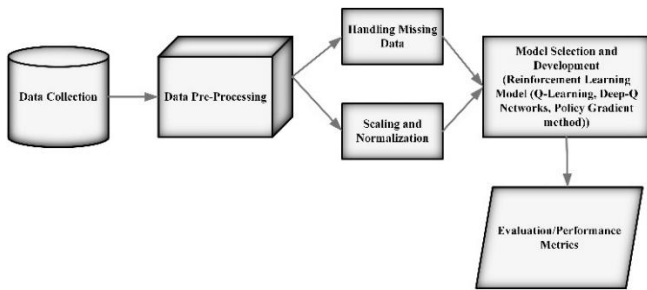 Data Collection
Data Pre-Processing
Handling Missing
Data
Scaling and
Normalization
Model Selection and
Development
(Reinforcement Learning
Model (Q-Learning, Deep-Q
Networks, Policy Gradient
method))
Evaluation/Performance
Metrics